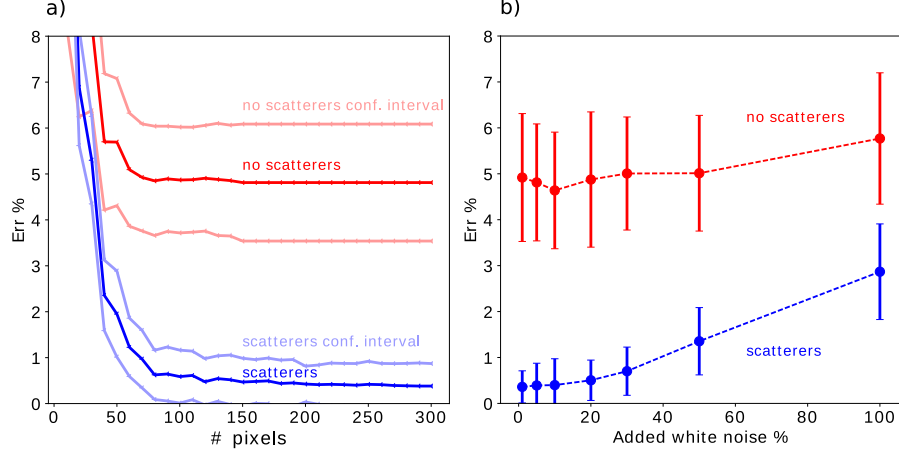 a)
8
7
6
5
4
3
2
1
0
Err %
no scatterers conf. interval
no scatterers
scatterers conf. interval
scatterers
0 50 100 150 200 250 300
# pixels
b)
8
7
6
5
4
3
2
1
0
Err %
no scatterers
scatterers
0 20 40 60 80 100
Added white noise %